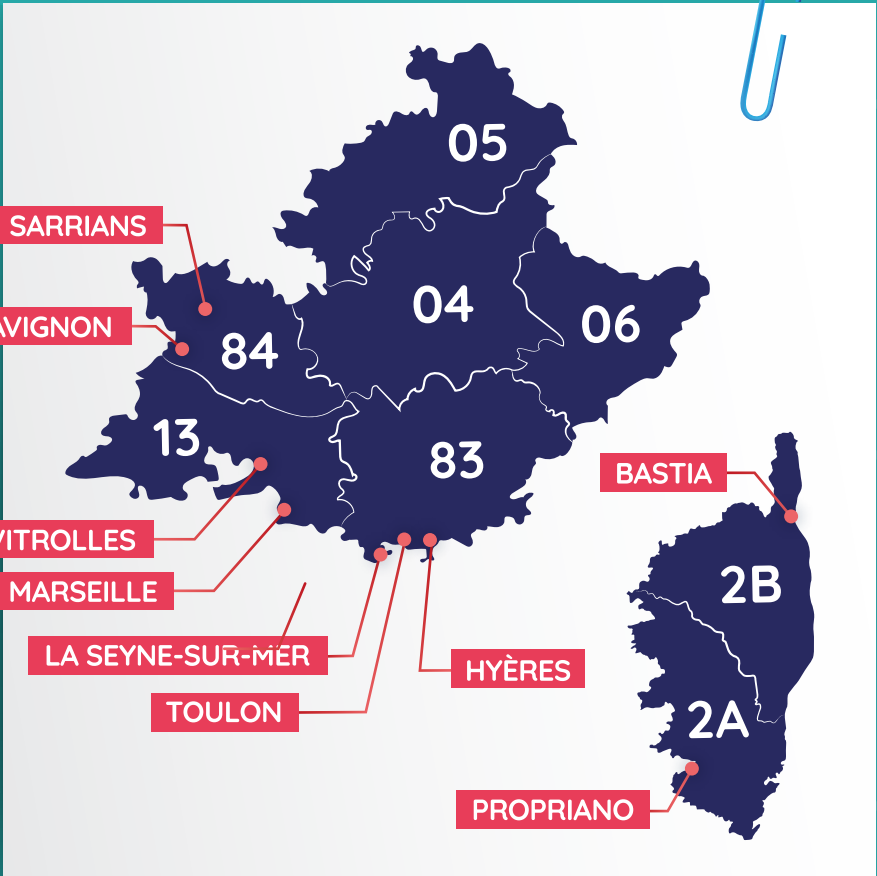 05
SARRIANS
04
06
AVIGNON
84
13
83
BASTIA
VITROLLES
MARSEILLE
2B
LA SEYNE-SUR-MER
HYÈRES
TOULON
2A
PROPRIANO